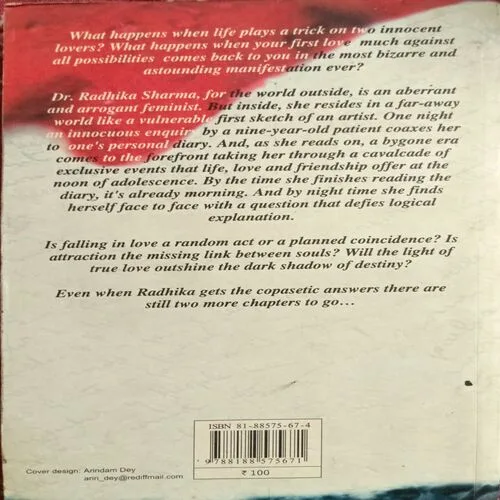 What happens when life plays a trick on two innocent
lovers? What happens when your first love much against
all possibilities comes back to you in the most bizarre and
astounding manifestation ever?
Dr. Radhika Sharma, for the world outside, is an aberrant
and arrogant feminist. But inside, she resides in a far-away
world like a vulnerable first sketch of an artist. One night
an innocuous enquiry by a nine-year-old patient coaxes her
to one's personal diary. And, as she reads on, a bygone era
comes to the forefront taking her through a cavalcade of
exclusive events that life, love and friendship offer at the
noon of adolescence. By the time she finishes reading the
diary, it's already morning. And by night time she finds
herself face to face with a question that defies logical
explanation.
Is falling in love a random act or a planned coincidence? Is
attraction the missing link between souls? Will the light of
true love outshine the dark shadow of destiny?
Even when Radhika gets the copasetic answers there are
still two more chapters to go...
ISBN 81-88575-67-4
9 788188 575671
₹ 100
Cover design: Arindam Dey
arin_dey@rediffmail.com